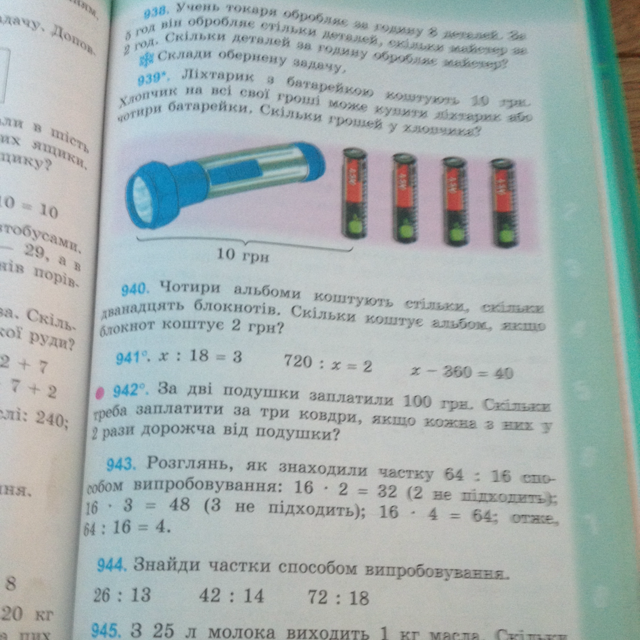 ням.
дачу. Допов
али в шість
их ящики.
щику?
10 = 10
втобусами.
— 29, а в
нів порів-
ва. Скіль-
кої руди?
2 + 7
7 + 2
слі: 240;
ння.
8
20 кг
938. Учень токаря обробляє за годину 8 деталей. За
5 год він обробляє стільки деталей, скільки майстер за
2 год. Скільки деталей за годину обробляє майстер?
Склади обернену задачу.
939*. Ліхтарик з батарейкою коштують 10 грн.
Хлопчик на всі свої гроші може купити ліхтарик або
чотири батарейки. Скільки грошей у хлопчика?
10 грн
940. Чотири альбоми коштують стільки, скільки
дванадцять блокнотів. Скільки коштує альбом, якщо
блокнот коштує 2 грн?
941°. x : 18 = 3 720 : x = 2 x − 360 = 40
942°. За дві подушки заплатили 100 грн. Скільки
треба заплатити за три ковдри, якщо кожна з них у
2 рази дорожча від подушки?
943. Розглянь, як знаходили частку 64 : 16 спо-
собом випробовування: 16 · 2 = 32 (2 не підходить);
16 · 3 = 48 (3 не підходить); 16 · 4 = 64; отже,
64 : 16 = 4.
944. Знайди частки способом випробовування.
26 : 13 42 : 14 72 : 18
945. З 25 л молока виходить 1 кг масла. Скільки